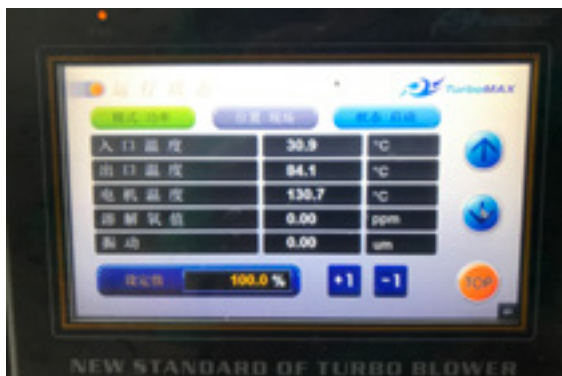 运行状态
TurboMAX
模式 功率 位置 现场 状态 启动
入口温度 30.9 °C
出口温度 84.1 °C
电机温度 130.7 °C
溶解氧值 0.00 ppm
振动 0.00 um
设定值 100.0 % +1 -1 TOP
NEW STANDARD OF TURBO BLOWER